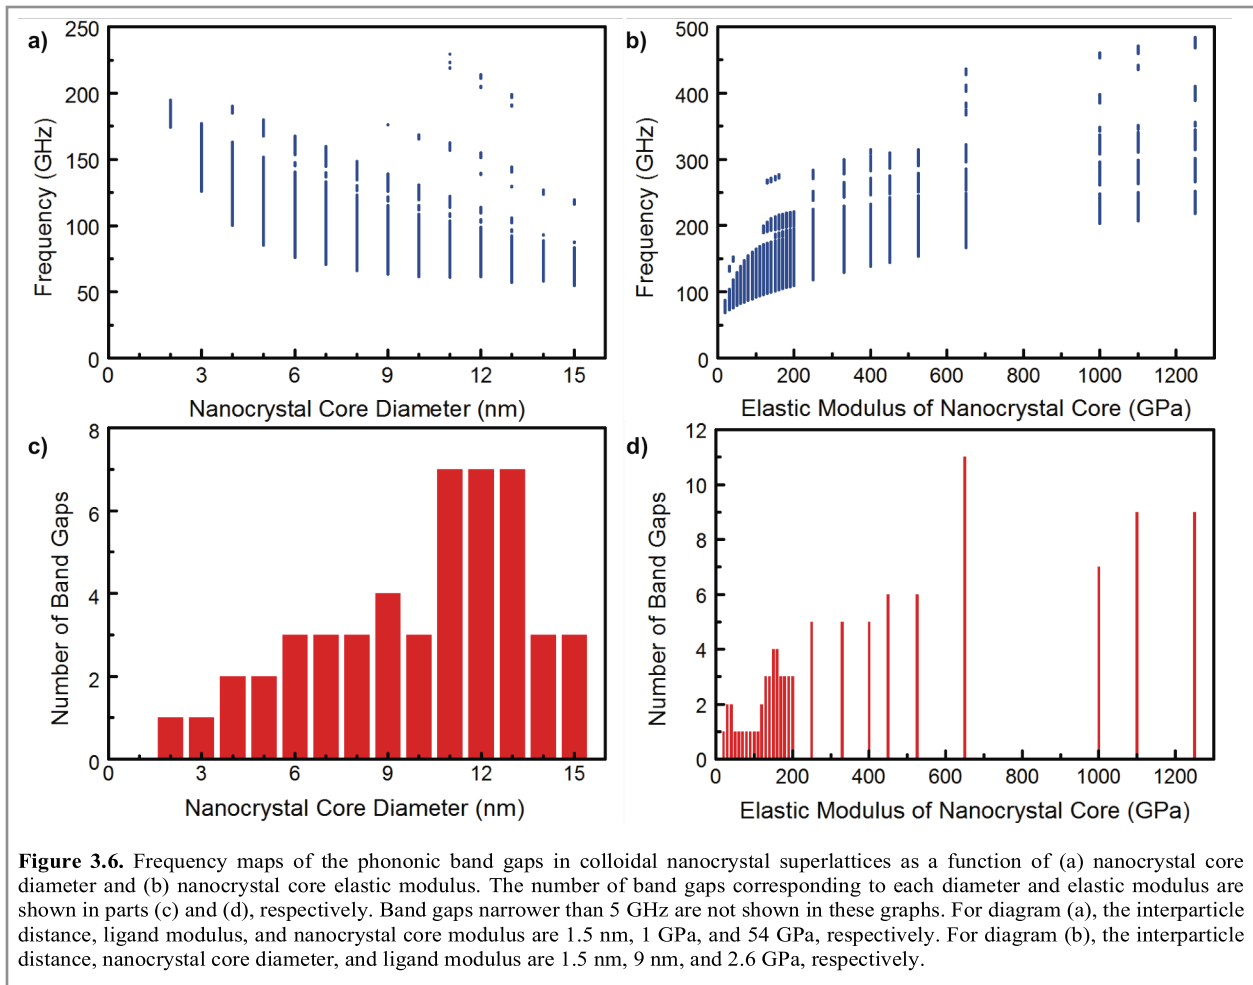 a)
250
200
150
100
50
0
Frequency (GHz)
0 3 6 9 12 15
Nanocrystal Core Diameter (nm)
b)
500
400
300
200
100
0
Frequency (GHz)
0 200 400 600 800 1000 1200
Elastic Modulus of Nanocrystal Core (GPa)
c)
8
6
4
2
0
Number of Band Gaps
0 3 6 9 12 15
Nanocrystal Core Diameter (nm)
d)
12
10
8
6
4
2
0
Number of Band Gaps
0 200 400 600 800 1000 1200
Elastic Modulus of Nanocrystal Core (GPa)
Figure 3.6. Frequency maps of the phononic band gaps in colloidal nanocrystal superlattices as a function of (a) nanocrystal core
diameter and (b) nanocrystal core elastic modulus. The number of band gaps corresponding to each diameter and elastic modulus are
shown in parts (c) and (d), respectively. Band gaps narrower than 5 GHz are not shown in these graphs. For diagram (a), the interparticle
distance, ligand modulus, and nanocrystal core modulus are 1.5 nm, 1 GPa, and 54 GPa, respectively. For diagram (b), the interparticle
distance, nanocrystal core diameter, and ligand modulus are 1.5 nm, 9 nm, and 2.6 GPa, respectively.